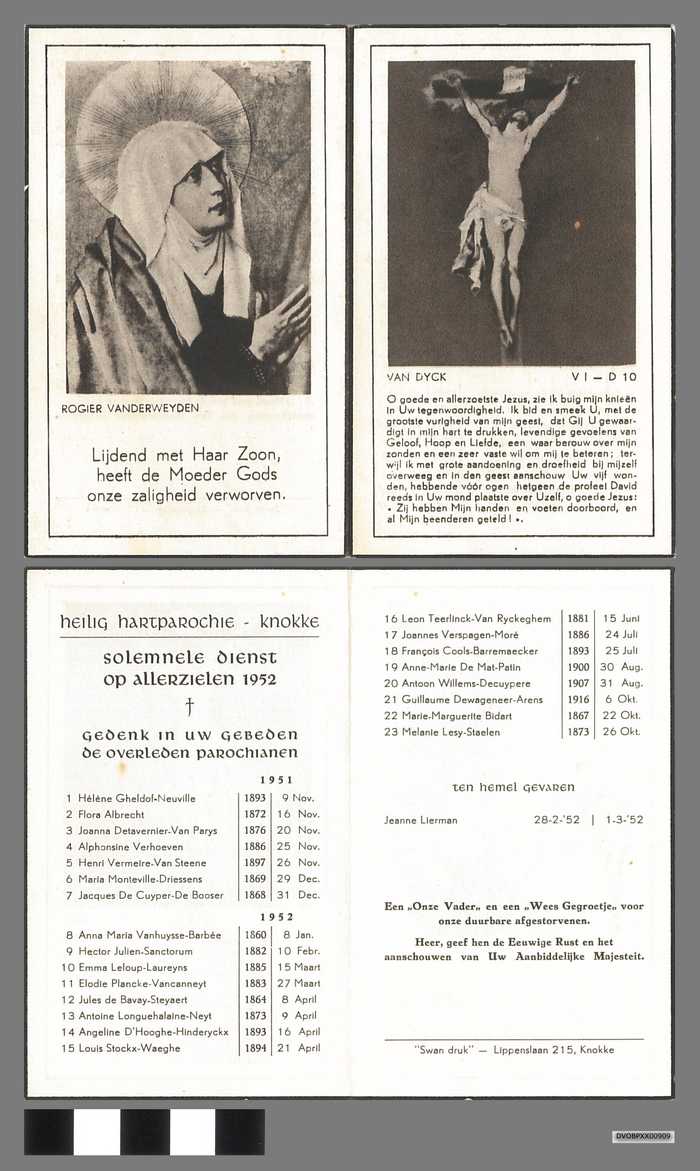 ROGIER VANDERWEYDEN
Lijdend met Haar Zoon,
heeft de Moeder Gods
onze zaligheid verworven.
VAN DYCK VI — D 10
O goede en allerzoetste Jezus, zie ik buig mijn knieën
in Uw tegenwoordigheid. Ik bid en smeek U, met de
grootste vurigheid van mijn geest, dat Gij U gewaar-
digt in mijn hart te drukken, levendige gevoelens van
Geloof, Hoop en Liefde, een waar berouw over mijn
zonden en een zeer vaste wil om mij te beteren; ter-
wijl ik met grote aandoening en droefheid bij mijzelf
overweeg en in den geest aanschouw Uw vijf won-
den, hebbende vóór ogen hetgeen de profeet David
reeds in Uw mond plaatste over Uzelf, o goede Jezus:
« Zij hebben Mijn handen en voeten doorboord, en
al Mijn beenderen geteld ! ».
heilig hartparochie - knokke
solemnele dienst
op allerzielen 1952
gedenk in uw gebeden
de overleden parochianen
1951
1 Hélène Gheldof-Neuville 1893 9 Nov.
2 Flora Albrecht 1872 16 Nov.
3 Joanna Detavernier-Van Parys 1876 20 Nov.
4 Alphonsine Verhoeven 1886 25 Nov.
5 Henri Vermeire-Van Steene 1897 26 Nov.
6 Maria Monteville-Driessens 1869 29 Dec.
7 Jacques De Cuyper-De Booser 1868 31 Dec.
1952
8 Anna Maria Vanhuysse-Barbée 1860 8 Jan.
9 Hector Julien-Sanctorum 1882 10 Febr.
10 Emma Leloup-Laureyns 1885 15 Maart
11 Elodie Plancke-Vancanneyt 1883 27 Maart
12 Jules de Bavay-Steyaert 1864 8 April
13 Antoine Longuehalaine-Neyt 1873 9 April
14 Angeline D'Hooghe-Hinderyckx 1893 16 April
15 Louis Stockx-Waeghe 1894 21 April
16 Leon Teerlinck-Van Ryckeghem 1881 15 Juni
17 Joannes Verspagen-Moré 1886 24 Juli
18 François Cools-Barremaecker 1893 25 Juli
19 Anne-Marie De Mat-Patin 1900 30 Aug.
20 Antoon Willems-Decuypere 1907 31 Aug.
21 Guillaume Dewageneer-Arens 1916 6 Okt.
22 Marie-Marguerite Bidart 1867 22 Okt.
23 Melanie Lesy-Staelen 1873 26 Okt.
ten hemel gevaren
Jeanne Lierman 28-2-'52 | 1-3-'52
Een „Onze Vader„ en een „Wees Gegroetje„ voor
onze duurbare afgestorvenen.
Heer, geef hen de Eeuwige Rust en het
aanschouwen van Uw Aanbiddelijke Majesteit.
"Swan druk" — Lippenslaan 215, Knokke
DVOBPXX00909